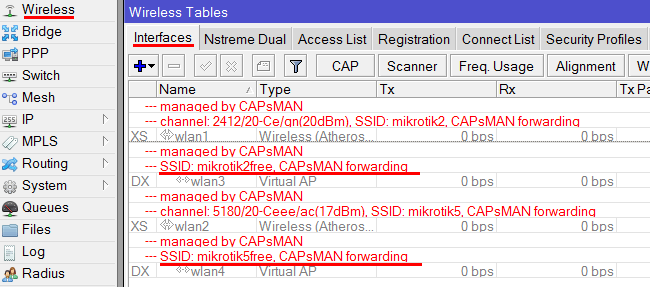 Wireless
Bridge
PPP
Switch
Mesh
IP
MPLS
Routing
System
Queues
Files
Log
Radius
Wireless Tables
Interfaces Nstreme Dual Access List Registration Connect List Security Profiles
CAP Scanner Freq. Usage Alignment W
Name Type Tx Rx Tx Pa
--- managed by CAPsMAN
--- channel: 2412/20-Ce/gn(20dBm), SSID: mikrotik2, CAPsMAN forwarding
XS wlan1 Wireless (Atheros... 0 bps 0 bps
--- managed by CAPsMAN
--- SSID: mikrotik2free, CAPsMAN forwarding
DX wlan3 Virtual AP 0 bps 0 bps
--- managed by CAPsMAN
--- channel: 5180/20-Ceee/ac(17dBm), SSID: mikrotik5, CAPsMAN forwarding
XS wlan2 Wireless (Atheros... 0 bps 0 bps
--- managed by CAPsMAN
--- SSID: mikrotik5free, CAPsMAN forwarding
DX wlan4 Virtual AP 0 bps 0 bps